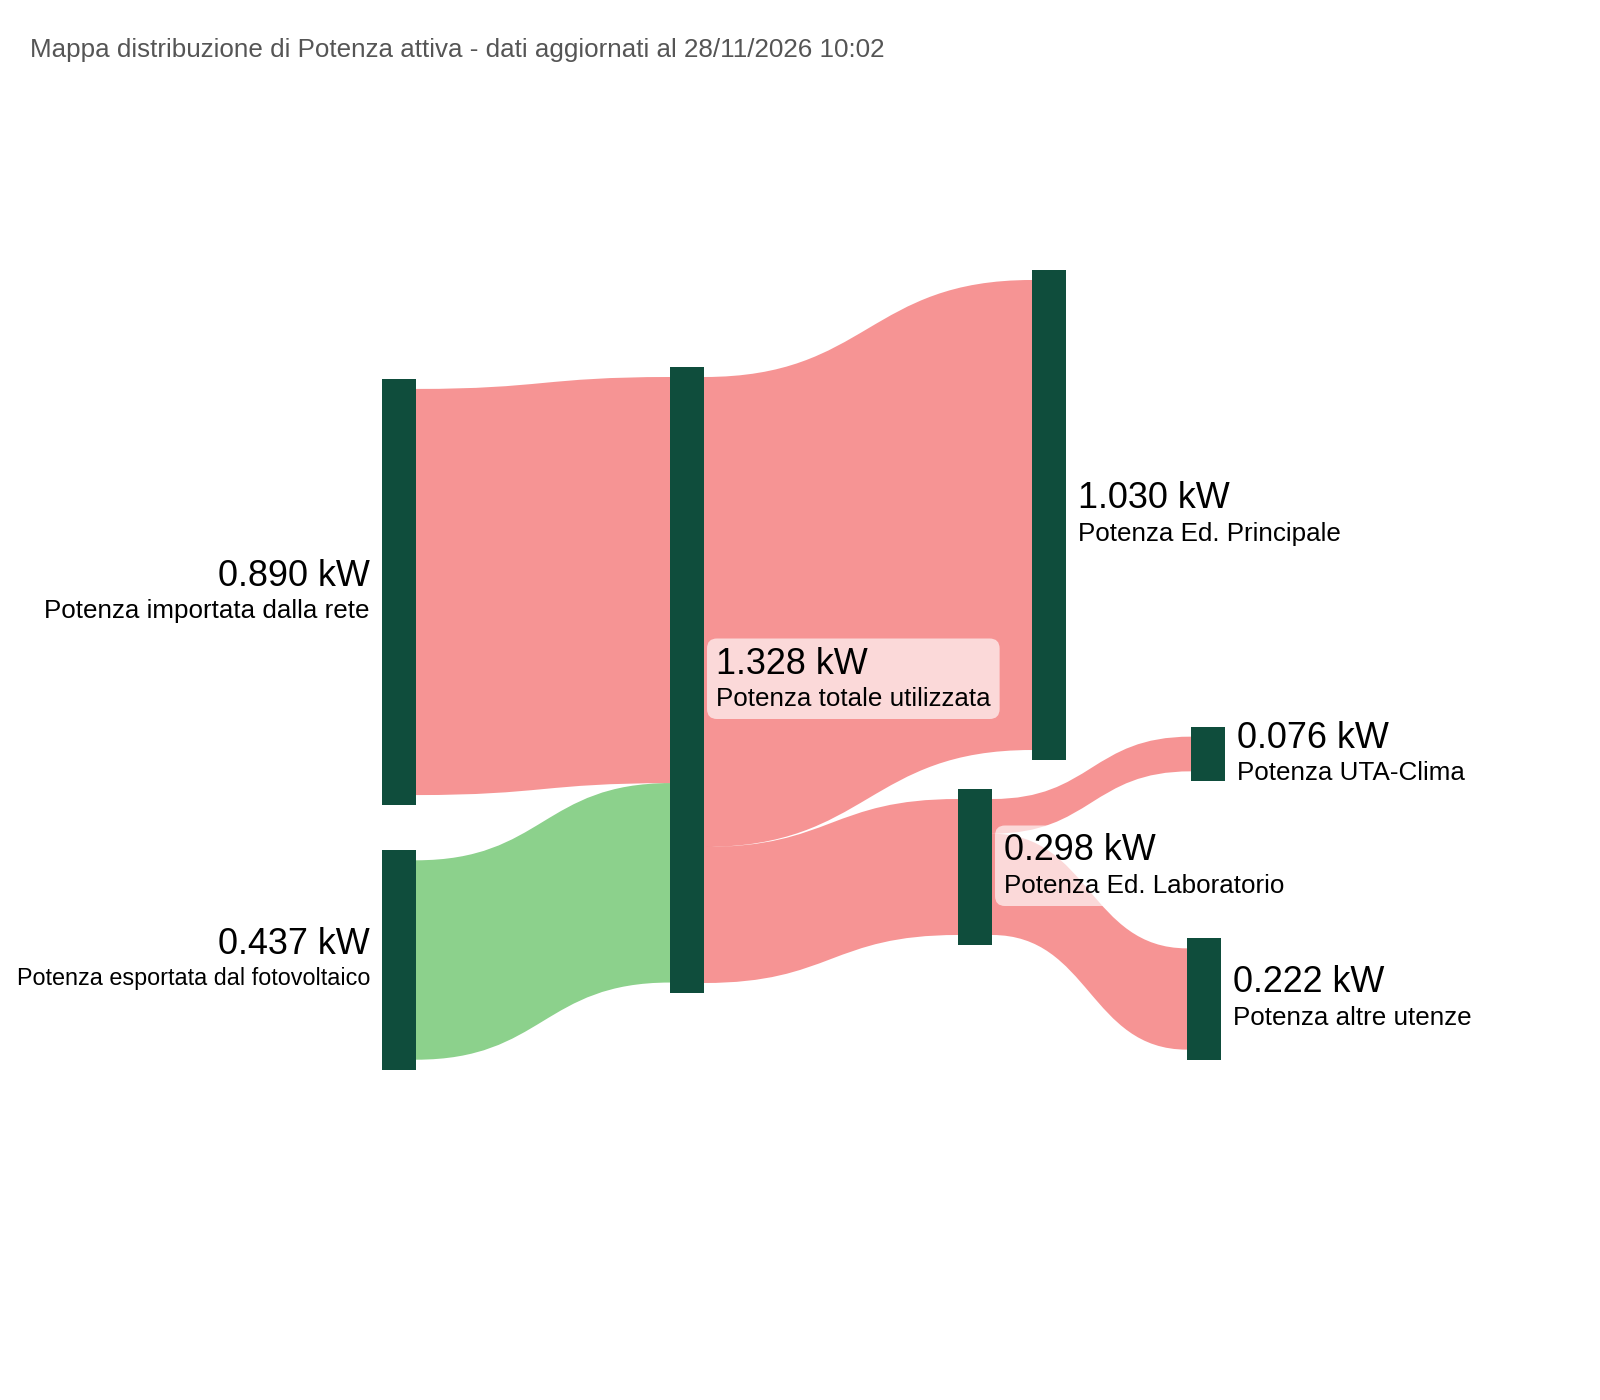 Mappa distribuzione di Potenza attiva - dati aggiornati al 28/11/2026 10:02
0.890 kW
Potenza importata dalla rete
0.437 kW
Potenza esportata dal fotovoltaico
1.328 kW
Potenza totale utilizzata
1.030 kW
Potenza Ed. Principale
0.298 kW
Potenza Ed. Laboratorio
0.076 kW
Potenza UTA-Clima
0.222 kW
Potenza altre utenze